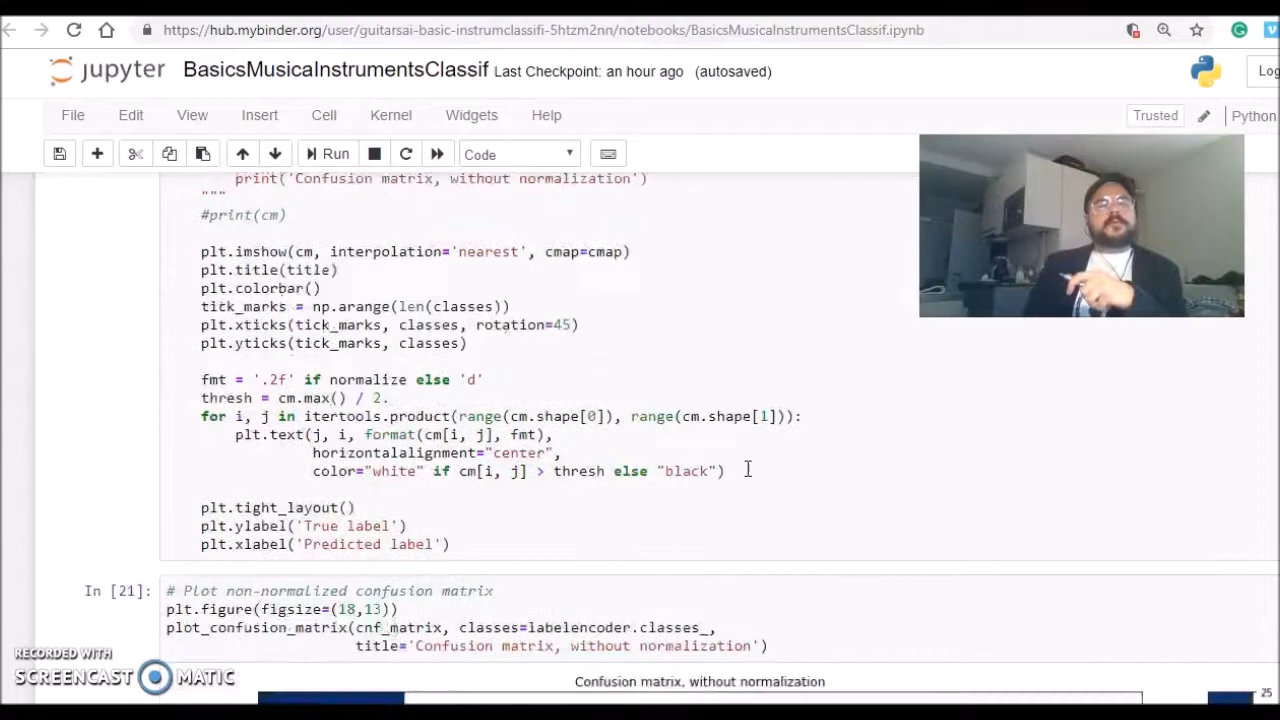 https://hub.mybinder.org/user/guitarsai-basic-instrumclassifi-5htzm2nn/notebooks/BasicsMusicalnstrumentsClassif.ipynb
jupyter BasicsMusicalnstrumentsClassif Last Checkpoint: an hour ago (autosaved)
File Edit View Insert Cell Kernel Widgets Help Trusted Python
Run Code
print('Confusion matrix, without normalization')
"""
#print(cm)
plt.imshow(cm, interpolation='nearest', cmap=cmap)
plt.title(title)
plt.colorbar()
tick_marks = np.arange(len(classes))
plt.xticks(tick_marks, classes, rotation=45)
plt.yticks(tick_marks, classes)
fmt = '.2f' if normalize else 'd'
thresh = cm.max() / 2.
for i, j in itertools.product(range(cm.shape[0]), range(cm.shape[1])):
plt.text(j, i, format(cm[i, j], fmt),
horizontalalignment="center",
color="white" if cm[i, j] > thresh else "black")
plt.tight_layout()
plt.ylabel('True label')
plt.xlabel('Predicted label')
In [21]: # Plot non-normalized confusion matrix
plt.figure(figsize=(18,13))
plot_confusion_matrix(cnf_matrix, classes=labelencoder.classes_,
title='Confusion matrix, without normalization')
RECORDED WITH
SCREENCAST MATIC
Confusion matrix, without normalization
25